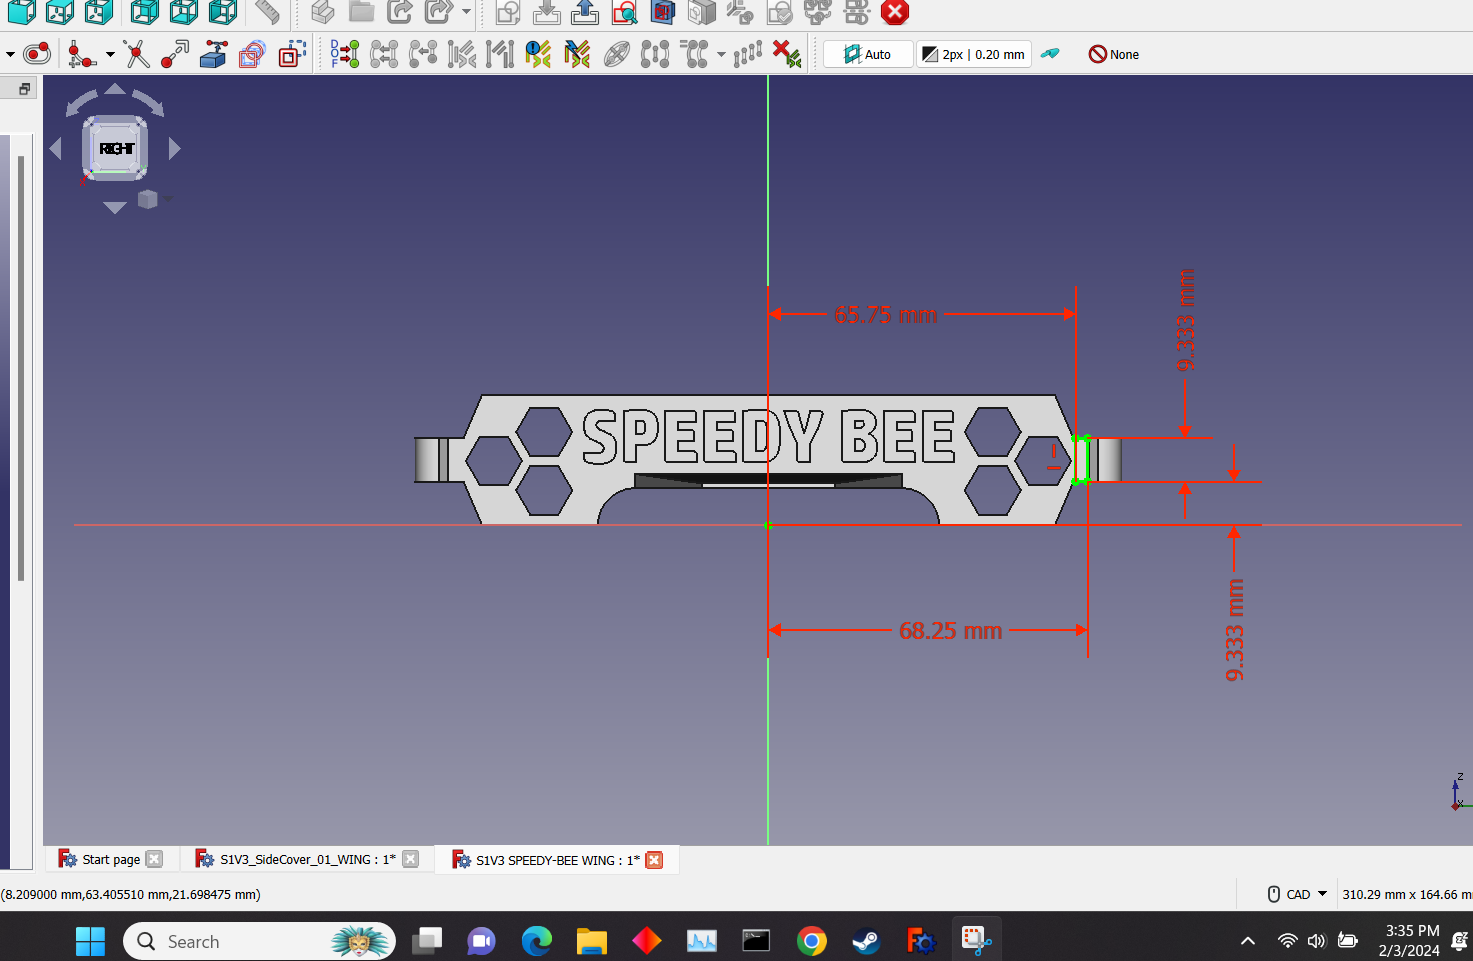 D
O
F
Auto
2px | 0.20 mm
None
RIGHT
65.75 mm
9.333 mm
SPEEDY BEE
68.25 mm
9.333 mm
z
x
Start page
S1V3_SideCover_01_WING : 1*
S1V3 SPEEDY-BEE WING : 1*
(8.209000 mm,63.405510 mm,21.698475 mm)
CAD
310.29 mm x 164.66 m
Search
3:35 PM
2/3/2024